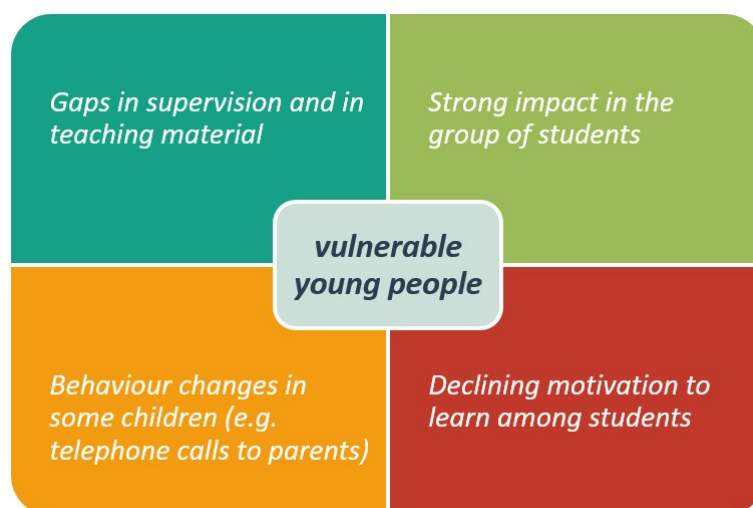 Gaps in supervision and in
teaching material
Strong impact in the
group of students
vulnerable
young people
Behaviour changes in
some children (e.g.
telephone calls to parents)
Declining motivation to
learn among students